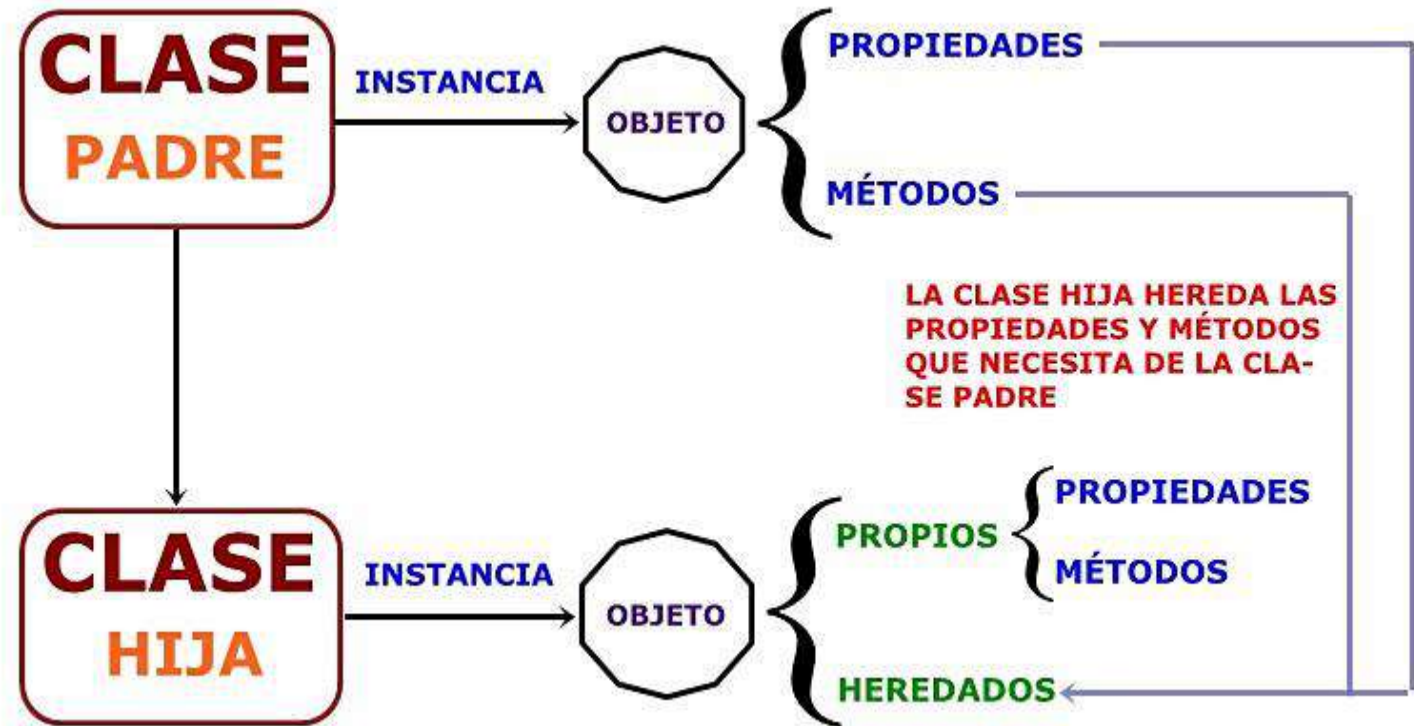 CLASE
PADRE
INSTANCIA
OBJETO
PROPIEDADES
MÉTODOS
LA CLASE HIJA HEREDA LAS
PROPIEDADES Y MÉTODOS
QUE NECESITA DE LA CLA-
SE PADRE
CLASE
HIJA
INSTANCIA
OBJETO
PROPIOS
PROPIEDADES
MÉTODOS
HEREDADOS